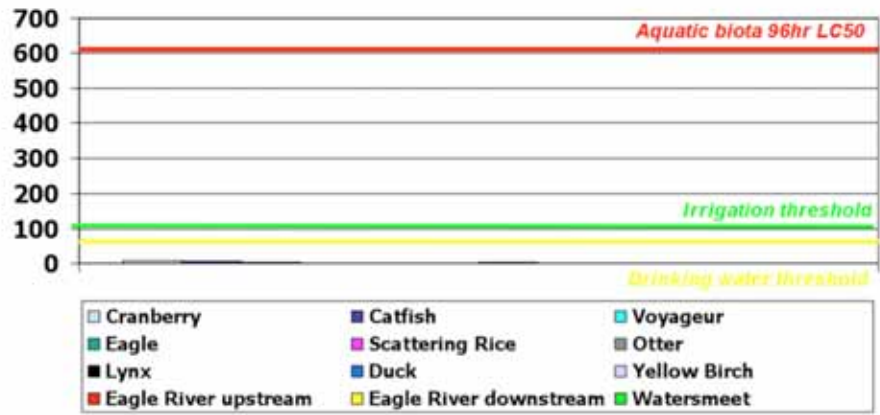 700
Aquatic biota 96hr LC50
600
500
400
300
200
Irrigation threshold
100
0
Drinking water threshold
Cranberry Catfish Voyageur
Eagle Scattering Rice Otter
Lynx Duck Yellow Birch
Eagle River upstream Eagle River downstream Watersmeet